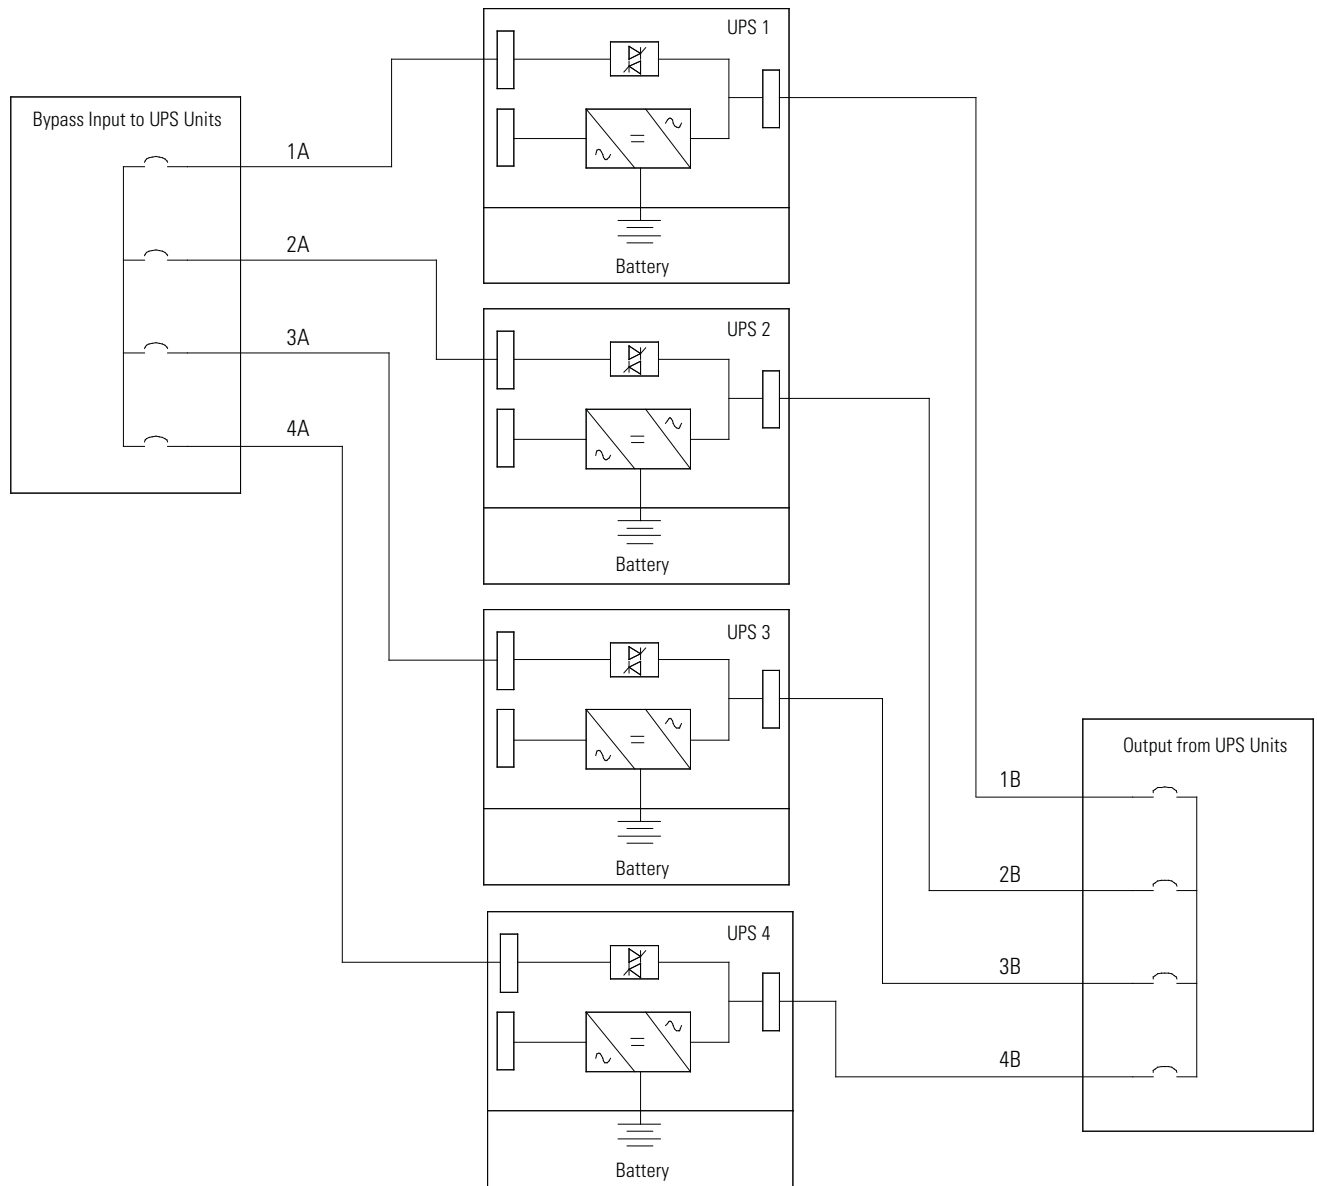 UPS 1
Bypass Input to UPS Units
1A
2A
3A
4A
Battery
UPS 2
Battery
UPS 3
Battery
UPS 4
Battery
Output from UPS Units
1B
2B
3B
4B